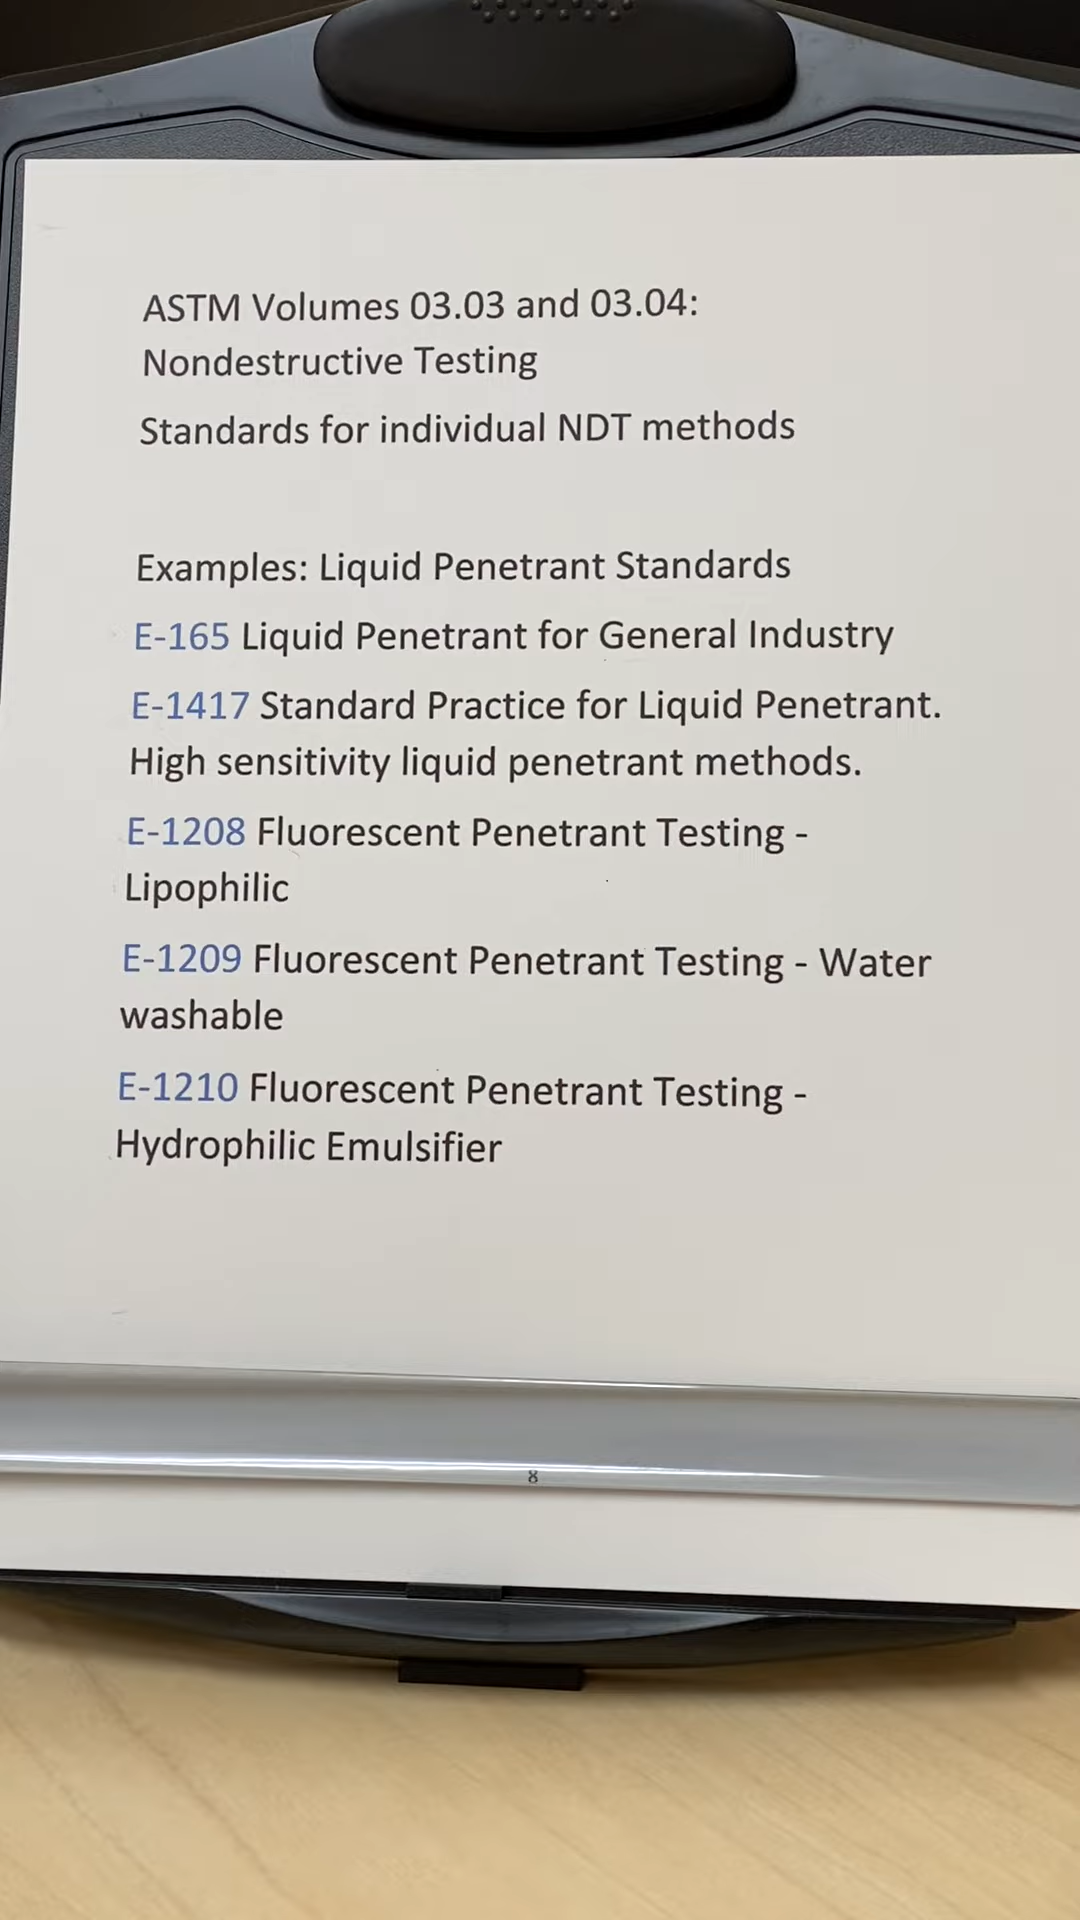 ASTM Volumes 03.03 and 03.04:
Nondestructive Testing
Standards for individual NDT methods
Examples: Liquid Penetrant Standards
E-165 Liquid Penetrant for General Industry
E-1417 Standard Practice for Liquid Penetrant.
High sensitivity liquid penetrant methods.
E-1208 Fluorescent Penetrant Testing -
Lipophilic
E-1209 Fluorescent Penetrant Testing - Water
washable
E-1210 Fluorescent Penetrant Testing -
Hydrophilic Emulsifier
8